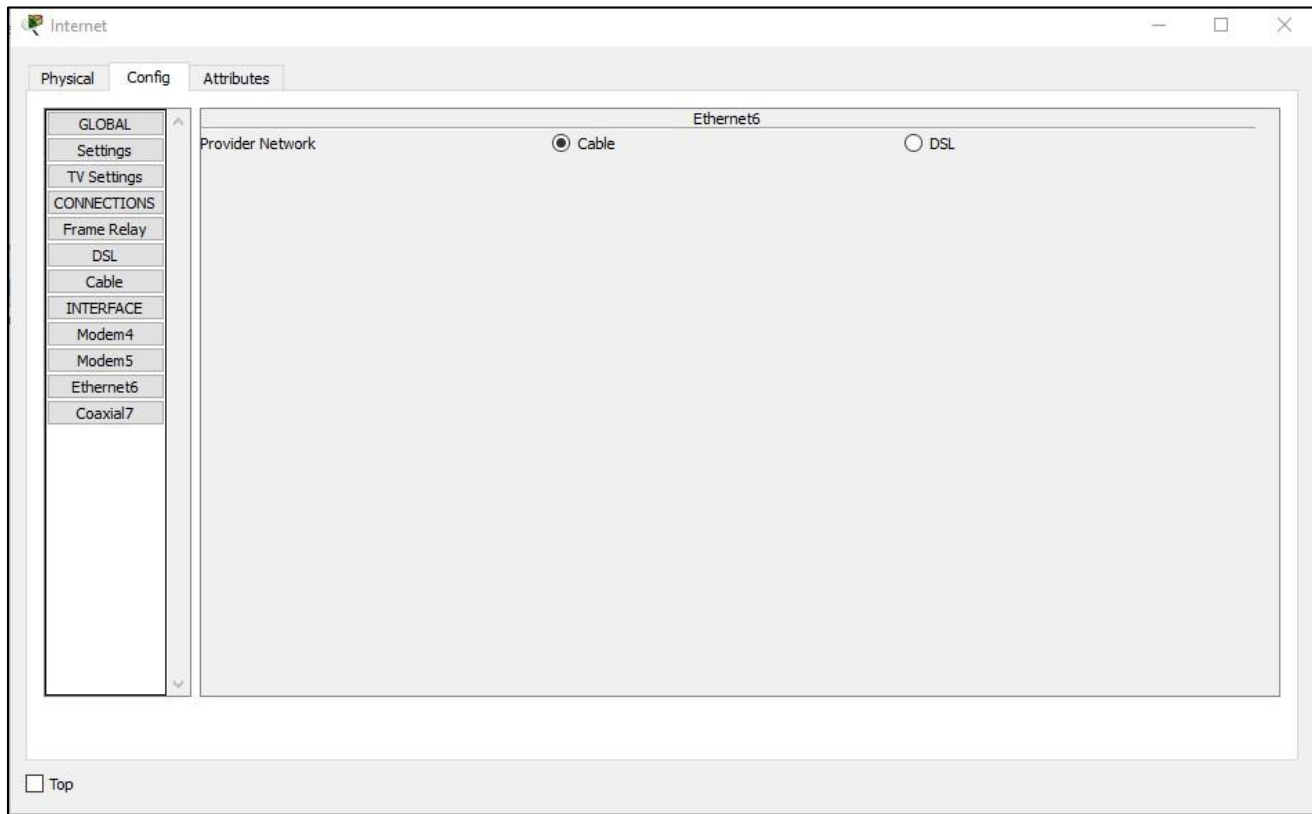 Internet
Physical Config Attributes
GLOBAL
Settings
TV Settings
CONNECTIONS
Frame Relay
DSL
Cable
INTERFACE
Modem4
Modem5
Ethernet6
Coaxial7
Ethernet6
Provider Network Cable DSL
Top